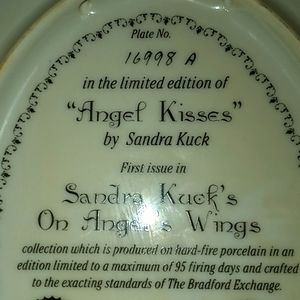 Plate No.
16998 A
in the limited edition of
"Angel Kisses"
by Sandra Kuck
First issue in
Sandra Kuck's
On Angel's Wings
collection which is produced on hard-fire porcelain in an
edition limited to a maximum of 95 firing days and crafted
to the exacting standards of The Bradford Exchange.